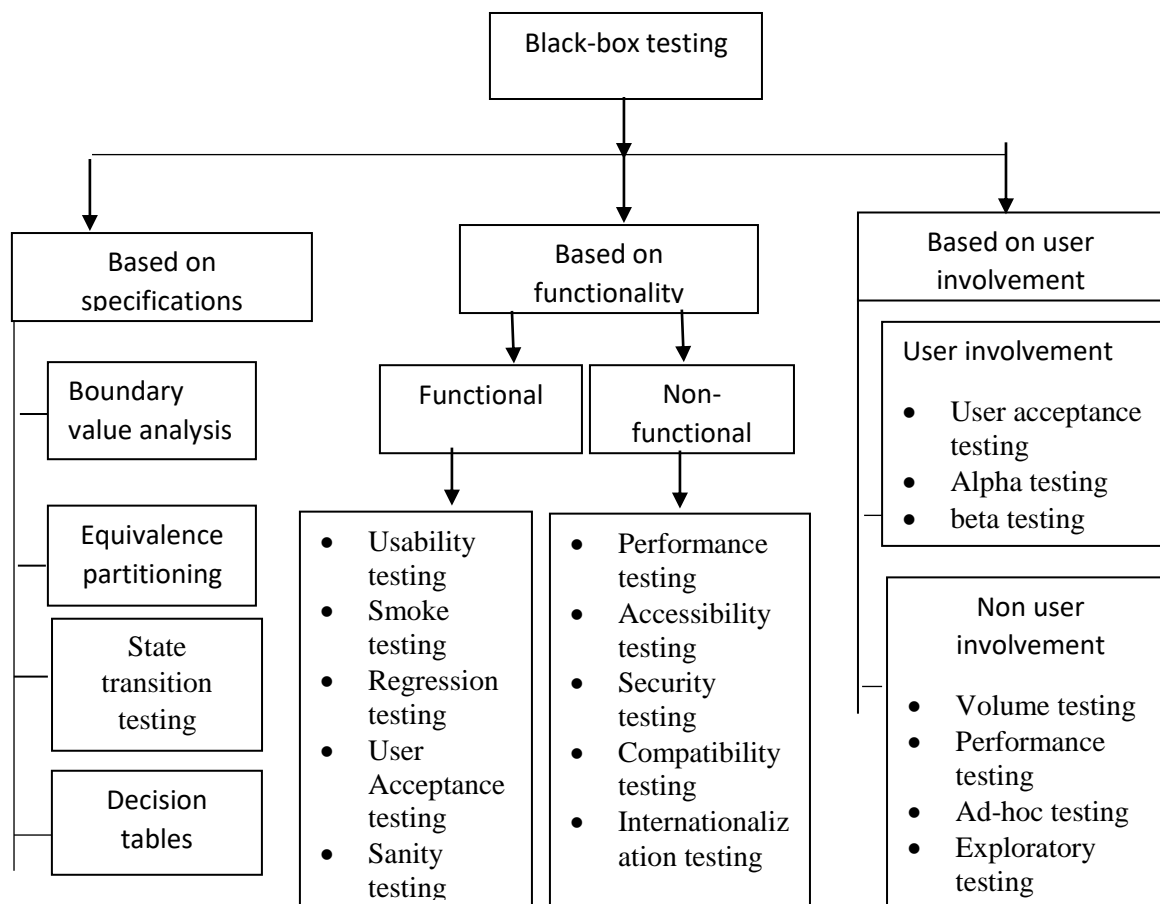 Black-box testing
Based on
specifications
Boundary
value analysis
Equivalence
partitioning
State
transition
testing
Decision
tables
Based on
functionality
Functional
• Usability
testing
• Smoke
testing
• Regression
testing
• User
Acceptance
testing
• Sanity
testing
Non-
functional
• Performance
testing
• Accessibility
testing
• Security
testing
• Compatibility
testing
• Internationaliz
ation testing
Based on user
involvement
User involvement
• User acceptance
testing
• Alpha testing
• beta testing
Non user
involvement
• Volume testing
• Performance
testing
• Ad-hoc testing
• Exploratory
testing